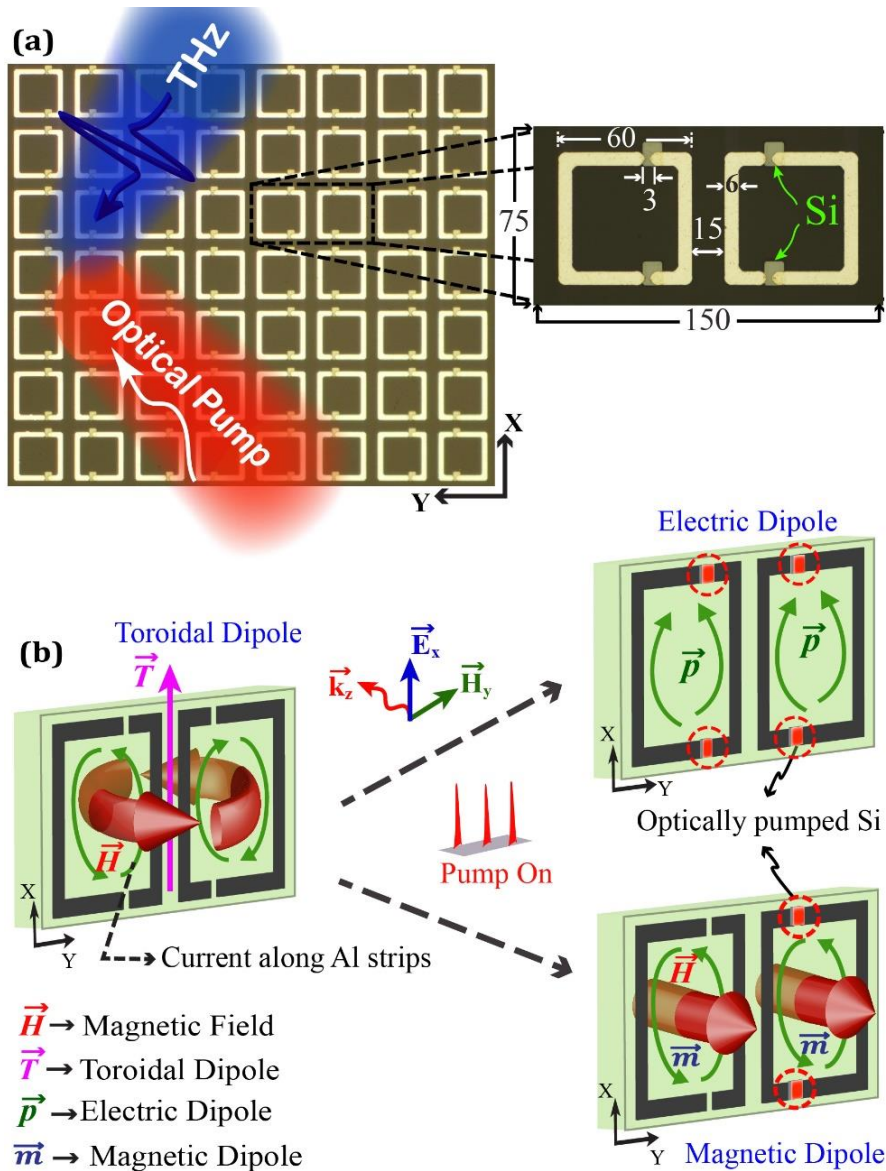 (a)
THz
Optical Pump
X
Y
60
3
6
Si
75
15
150
(b)
Toroidal Dipole
T
E_x
k_z
H_y
H
X
Y
Current along Al strips
Pump On
Electric Dipole
p
p
X
Y
Optically pumped Si
H
m
m
X
Y
Magnetic Dipole
H → Magnetic Field
T → Toroidal Dipole
p → Electric Dipole
m → Magnetic Dipole